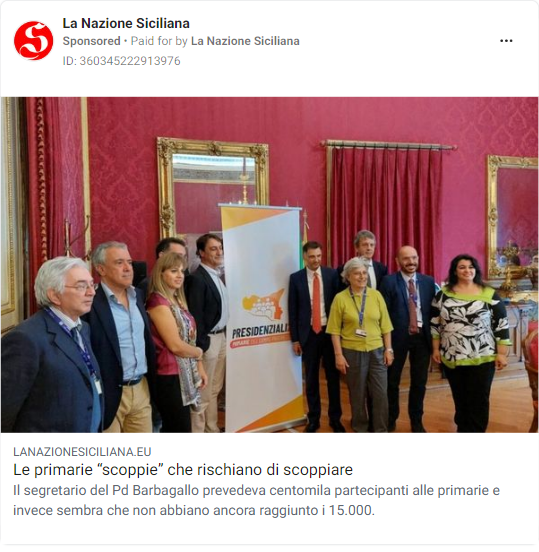 La Nazione Siciliana
Sponsored • Paid for by La Nazione Siciliana
ID: 360345222913976
PRESIDENZIALI
PRIMARIE
LANAZIONESICILIANA.EU
Le primarie “scoppie” che rischiano di scoppiare
Il segretario del Pd Barbagallo prevedeva centomila partecipanti alle primarie e
invece sembra che non abbiano ancora raggiunto i 15.000.